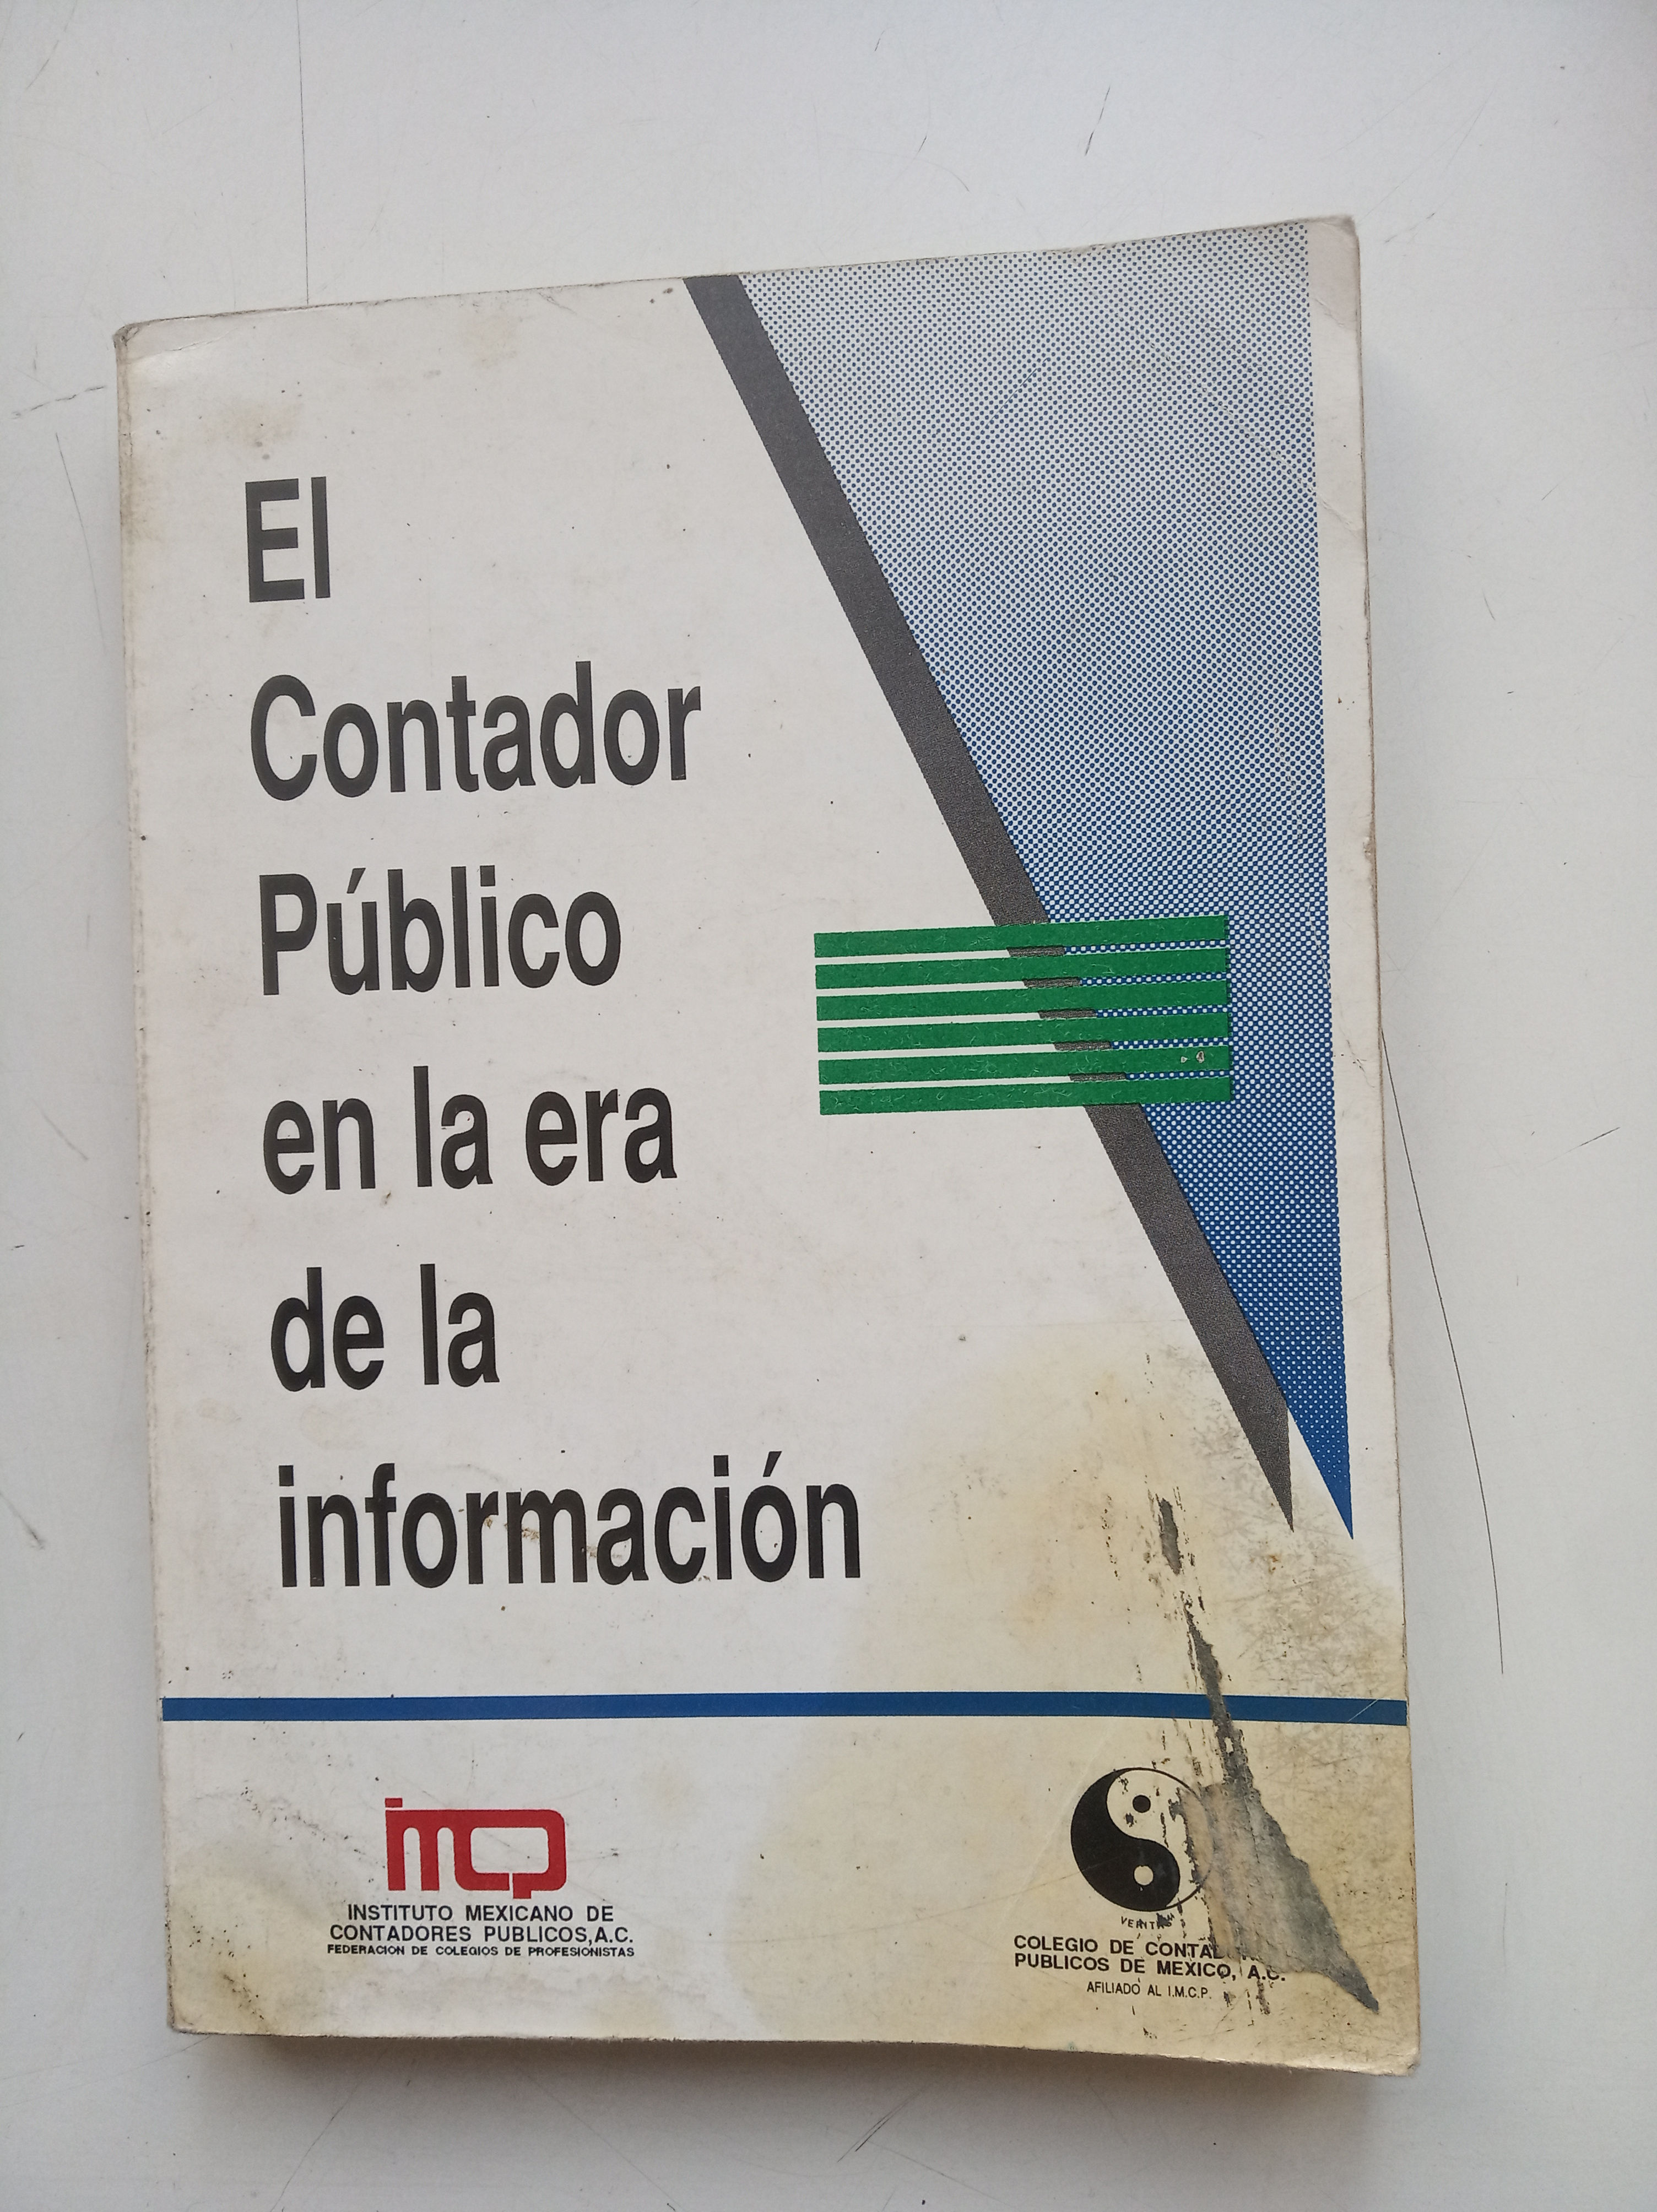 El
Contador
Público
en la era
de la
información
imcp
INSTITUTO MEXICANO DE
CONTADORES PUBLICOS,A.C.
FEDERACION DE COLEGIOS DE PROFESIONISTAS
COLEGIO DE
PUBLICOS DE MEXICO, A.C.
AFILIADO AL I.M.C.P.